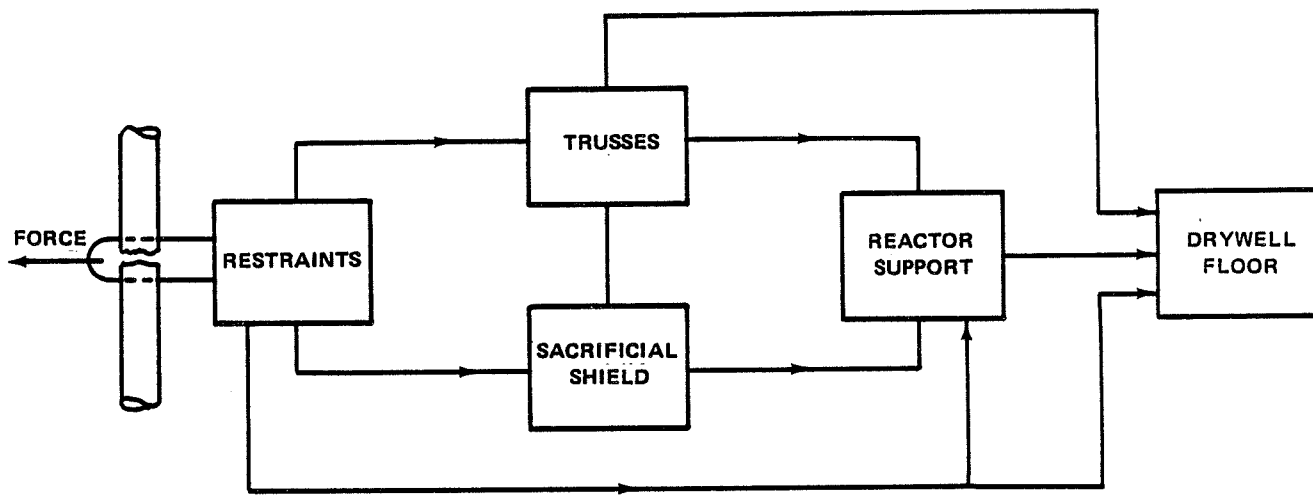 TRUSSES
FORCE
RESTRAINTS
REACTOR
SUPPORT
DRYWELL
FLOOR
SACRIFICIAL
SHIELD